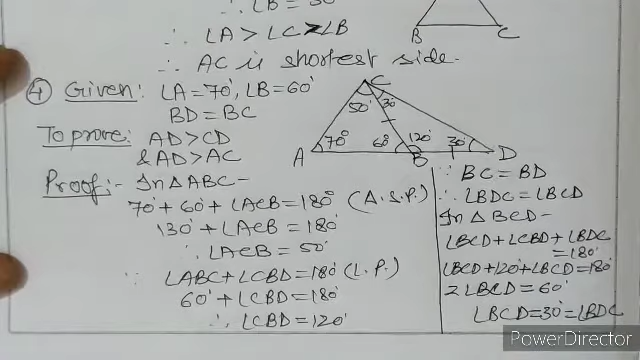 ∴ ∠B = 50°
∴ ∠A > ∠C > ∠B
∴ AC is shortest side.
B C
④ Given: ∠A = 70°, ∠B = 60°
BD = BC
To prove: AD > CD
& AD > AC
C
50° 30°
70° 60° 120° 30°
A B D
Proof:- In △ABC -
70° + 60° + ∠ACB = 180° (A.S.P.)
130° + ∠ACB = 180°
∴ ∠ACB = 50°
∵ ∠ABC + ∠CBD = 180° (L.P.)
60° + ∠CBD = 180°
∴ ∠CBD = 120°
∵ BC = BD
∴ ∠BDC = ∠BCD
In △BCD -
∠BCD + ∠CBD + ∠BDC
= 180°
∠BCD + 120° + ∠BCD = 180°
2∠BCD = 60°
∠BCD = 30° = ∠BDC
PowerDirector